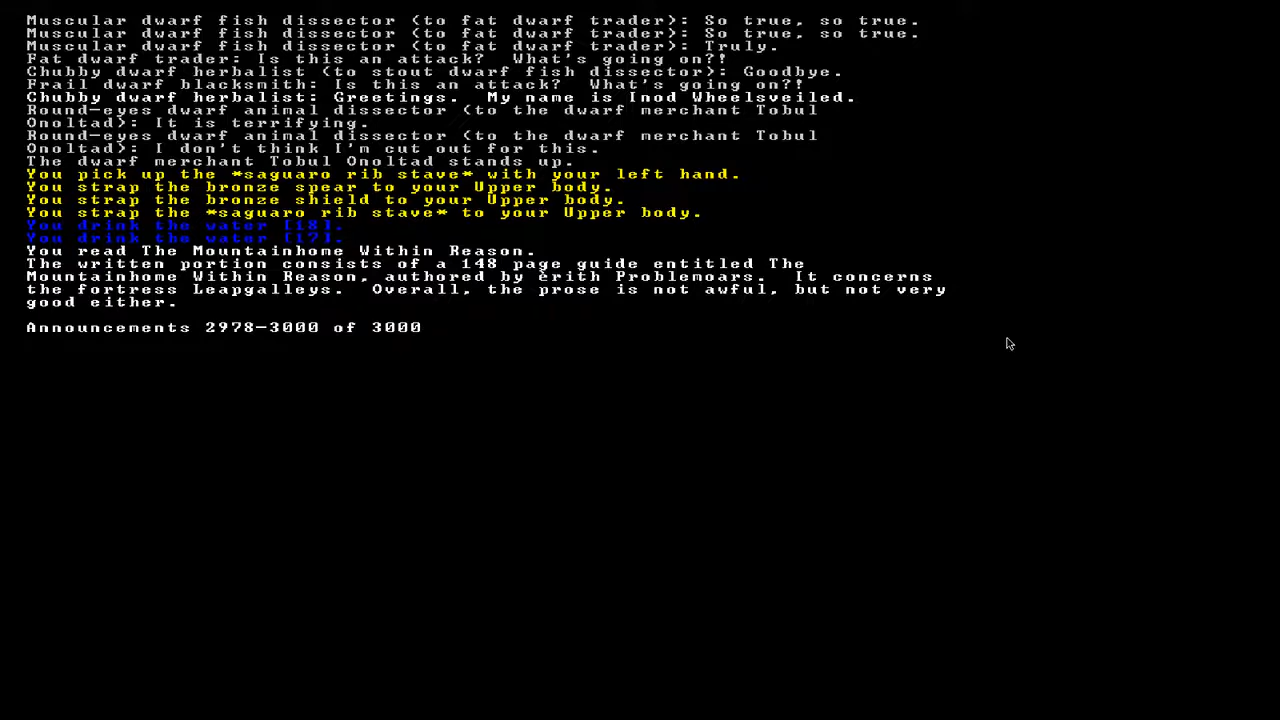 Muscular dwarf fish dissector (to fat dwarf trader): So true, so true.
Muscular dwarf fish dissector (to fat dwarf trader): So true, so true.
Muscular dwarf fish dissector (to fat dwarf trader): Truly.
Fat dwarf trader: Is this an attack?  What's going on?!
Chubby dwarf herbalist (to stout dwarf fish dissector): Goodbye.
Frail dwarf blacksmith: Is this an attack?  What's going on?!
Chubby dwarf herbalist: Greetings.  My name is Inod Wheelsveiled.
Round-eyes dwarf animal dissector (to the dwarf merchant Tobul
Onoltad): It is terrifying.
Round-eyes dwarf animal dissector (to the dwarf merchant Tobul
Onoltad): I don't think I'm cut out for this.
The dwarf merchant Tobul Onoltad stands up.
You pick up the *saguaro rib stave* with your left hand.
You strap the bronze spear to your Upper body.
You strap the bronze shield to your Upper body.
You strap the *saguaro rib stave* to your Upper body.
You drink the water [18].
You drink the water [17].
You read The Mountainhome Within Reason.
The written portion consists of a 148 page guide entitled The
Mountainhome Within Reason, authored by ërith Problemoars.  It concerns
the fortress Leapgalleys.  Overall, the prose is not awful, but not very
good either.
Announcements 2978-3000 of 3000